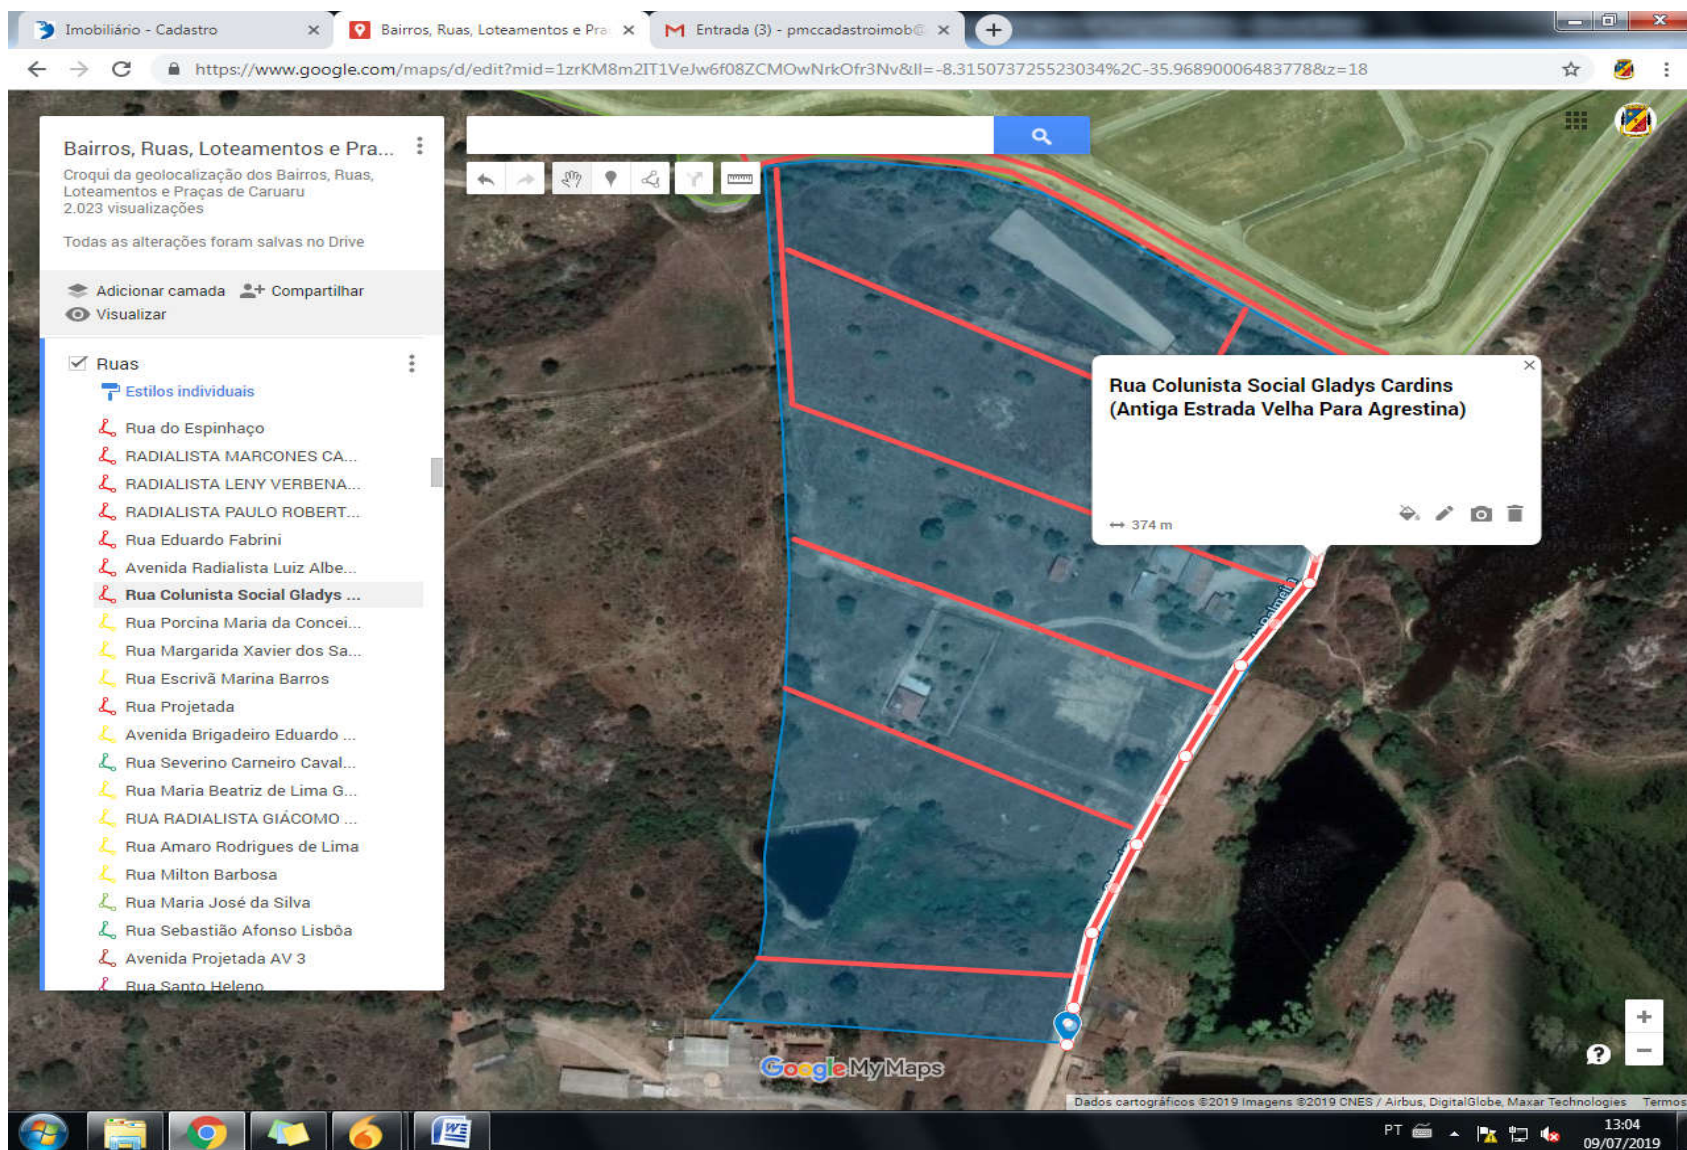 Imobiliário - Cadastro
Bairros, Ruas, Loteamentos e Pra
Entrada (3) - pmccadastroimob@
https://www.google.com/maps/d/edit?mid=1zrKM8m2IT1VeJw6f08ZCMOwNrkOfr3Nv&ll=-8.315073725523034%2C-35.96890006483778&z=18
Bairros, Ruas, Loteamentos e Pra...
Croqui da geolocalização dos Bairros, Ruas,
Loteamentos e Praças de Caruaru
2.023 visualizações
Todas as alterações foram salvas no Drive
Adicionar camada Compartilhar
Visualizar
Ruas
Estilos individuais
Rua do Espinhaço
RADIALISTA MARCONES CA...
RADIALISTA LENY VERBENA...
RADIALISTA PAULO ROBERT...
Rua Eduardo Fabrini
Avenida Radialista Luiz Albe...
Rua Colunista Social Gladys ...
Rua Porcina Maria da Concei...
Rua Margarida Xavier dos Sa...
Rua Escrivã Marina Barros
Rua Projetada
Avenida Brigadeiro Eduardo ...
Rua Severino Carneiro Caval...
Rua Maria Beatriz de Lima G...
RUA RADIALISTA GIÁCOMO ...
Rua Amaro Rodrigues de Lima
Rua Milton Barbosa
Rua Maria José da Silva
Rua Sebastião Afonso Lisbôa
Avenida Projetada AV 3
Rua Santo Heleno
Rua Colunista Social Gladys Cardins
(Antiga Estrada Velha Para Agrestina)
374 m
Palmeira
Google My Maps
Dados cartográficos ©2019 Imagens ©2019 CNES / Airbus, DigitalGlobe, Maxar Technologies Termos
PT
13:04
09/07/2019